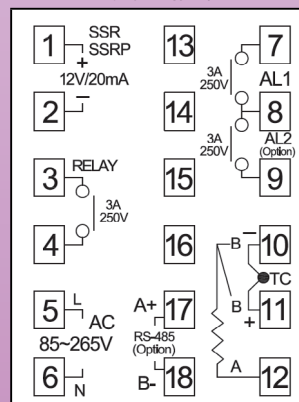 1
SSR
SSRP
+
12V/20mA
2
−
3
RELAY
3A
250V
4
5
L
AC
85~265V
6
N
13
14
15
16
A+
17
RS-485
(Option)
B-
18
7
3A
250V
AL1
8
3A
250V
AL2
(Option)
9
B
−
10
TC
B
+
11
A
12